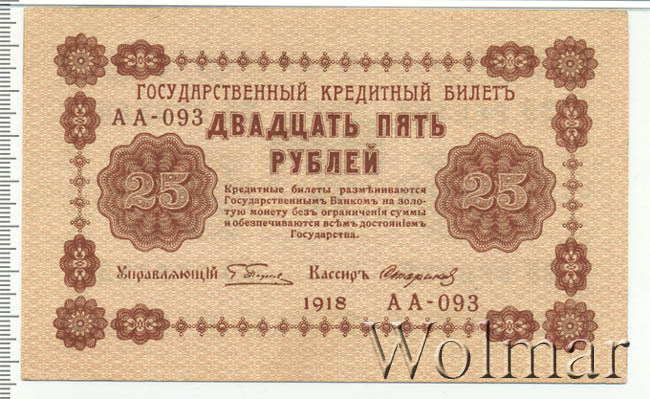 ГОСУДАРСТВЕННЫЙ КРЕДИТНЫЙ БИЛЕТЪ
АА-093
ДВАДЦАТЬ ПЯТЬ
РУБЛЕЙ
25
25
Кредитные билеты размѣниваются
Государственнымъ Банкомъ на золо-
тую монету безъ ограниченія суммы
и обезпечиваются всѣмъ достояніемъ
Государства.
Управляющій
Кассиръ
1918 АА-093
Wolmar